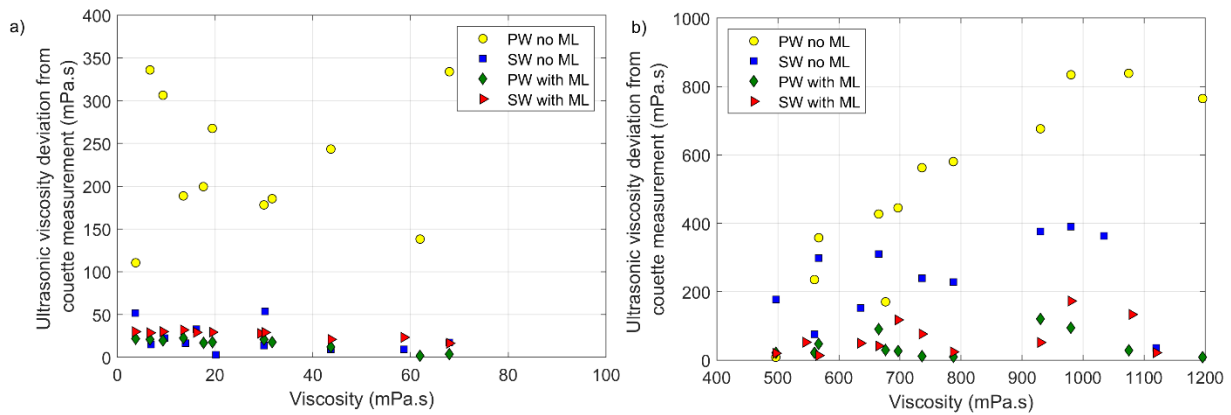 a)
Ultrasonic viscosity deviation from
couette measurement (mPa.s)
400
350
300
250
200
150
100
50
0
0 20 40 60 80 100
Viscosity (mPa.s)
PW no ML
SW no ML
PW with ML
SW with ML
b)
Ultrasonic viscosity deviation from
couette measurement (mPa.s)
1000
800
600
400
200
0
400 500 600 700 800 900 1000 1100 1200
Viscosity (mPa.s)
PW no ML
SW no ML
PW with ML
SW with ML